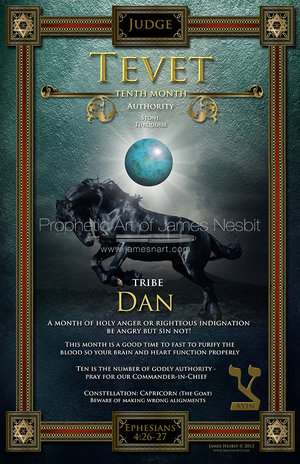 JUDGE
TEVET
TENTH MONTH
AUTHORITY -
STONE
TURQUOISE
Prophetic Art of James Nesbit
www.jamesnart.com
TRIBE
DAN
A MONTH OF HOLY ANGER OR RIGHTEOUS INDIGNATION
BE ANGRY BUT SIN NOT!
THIS MONTH IS A GOOD TIME TO FAST TO PURIFY THE
BLOOD SO YOUR BRAIN AND HEART FUNCTION PROPERLY
TEN IS THE NUMBER OF GODLY AUTHORITY -
PRAY FOR OUR COMMANDER-IN-CHIEF
CONSTELLATION: CAPRICORN (THE GOAT)
BEWARE OF MAKING WRONG ALIGNMENTS
צ
AYIN
EPHESIANS
4:26-27
JAMES NESBIT © 2012
www.jamesnart.com